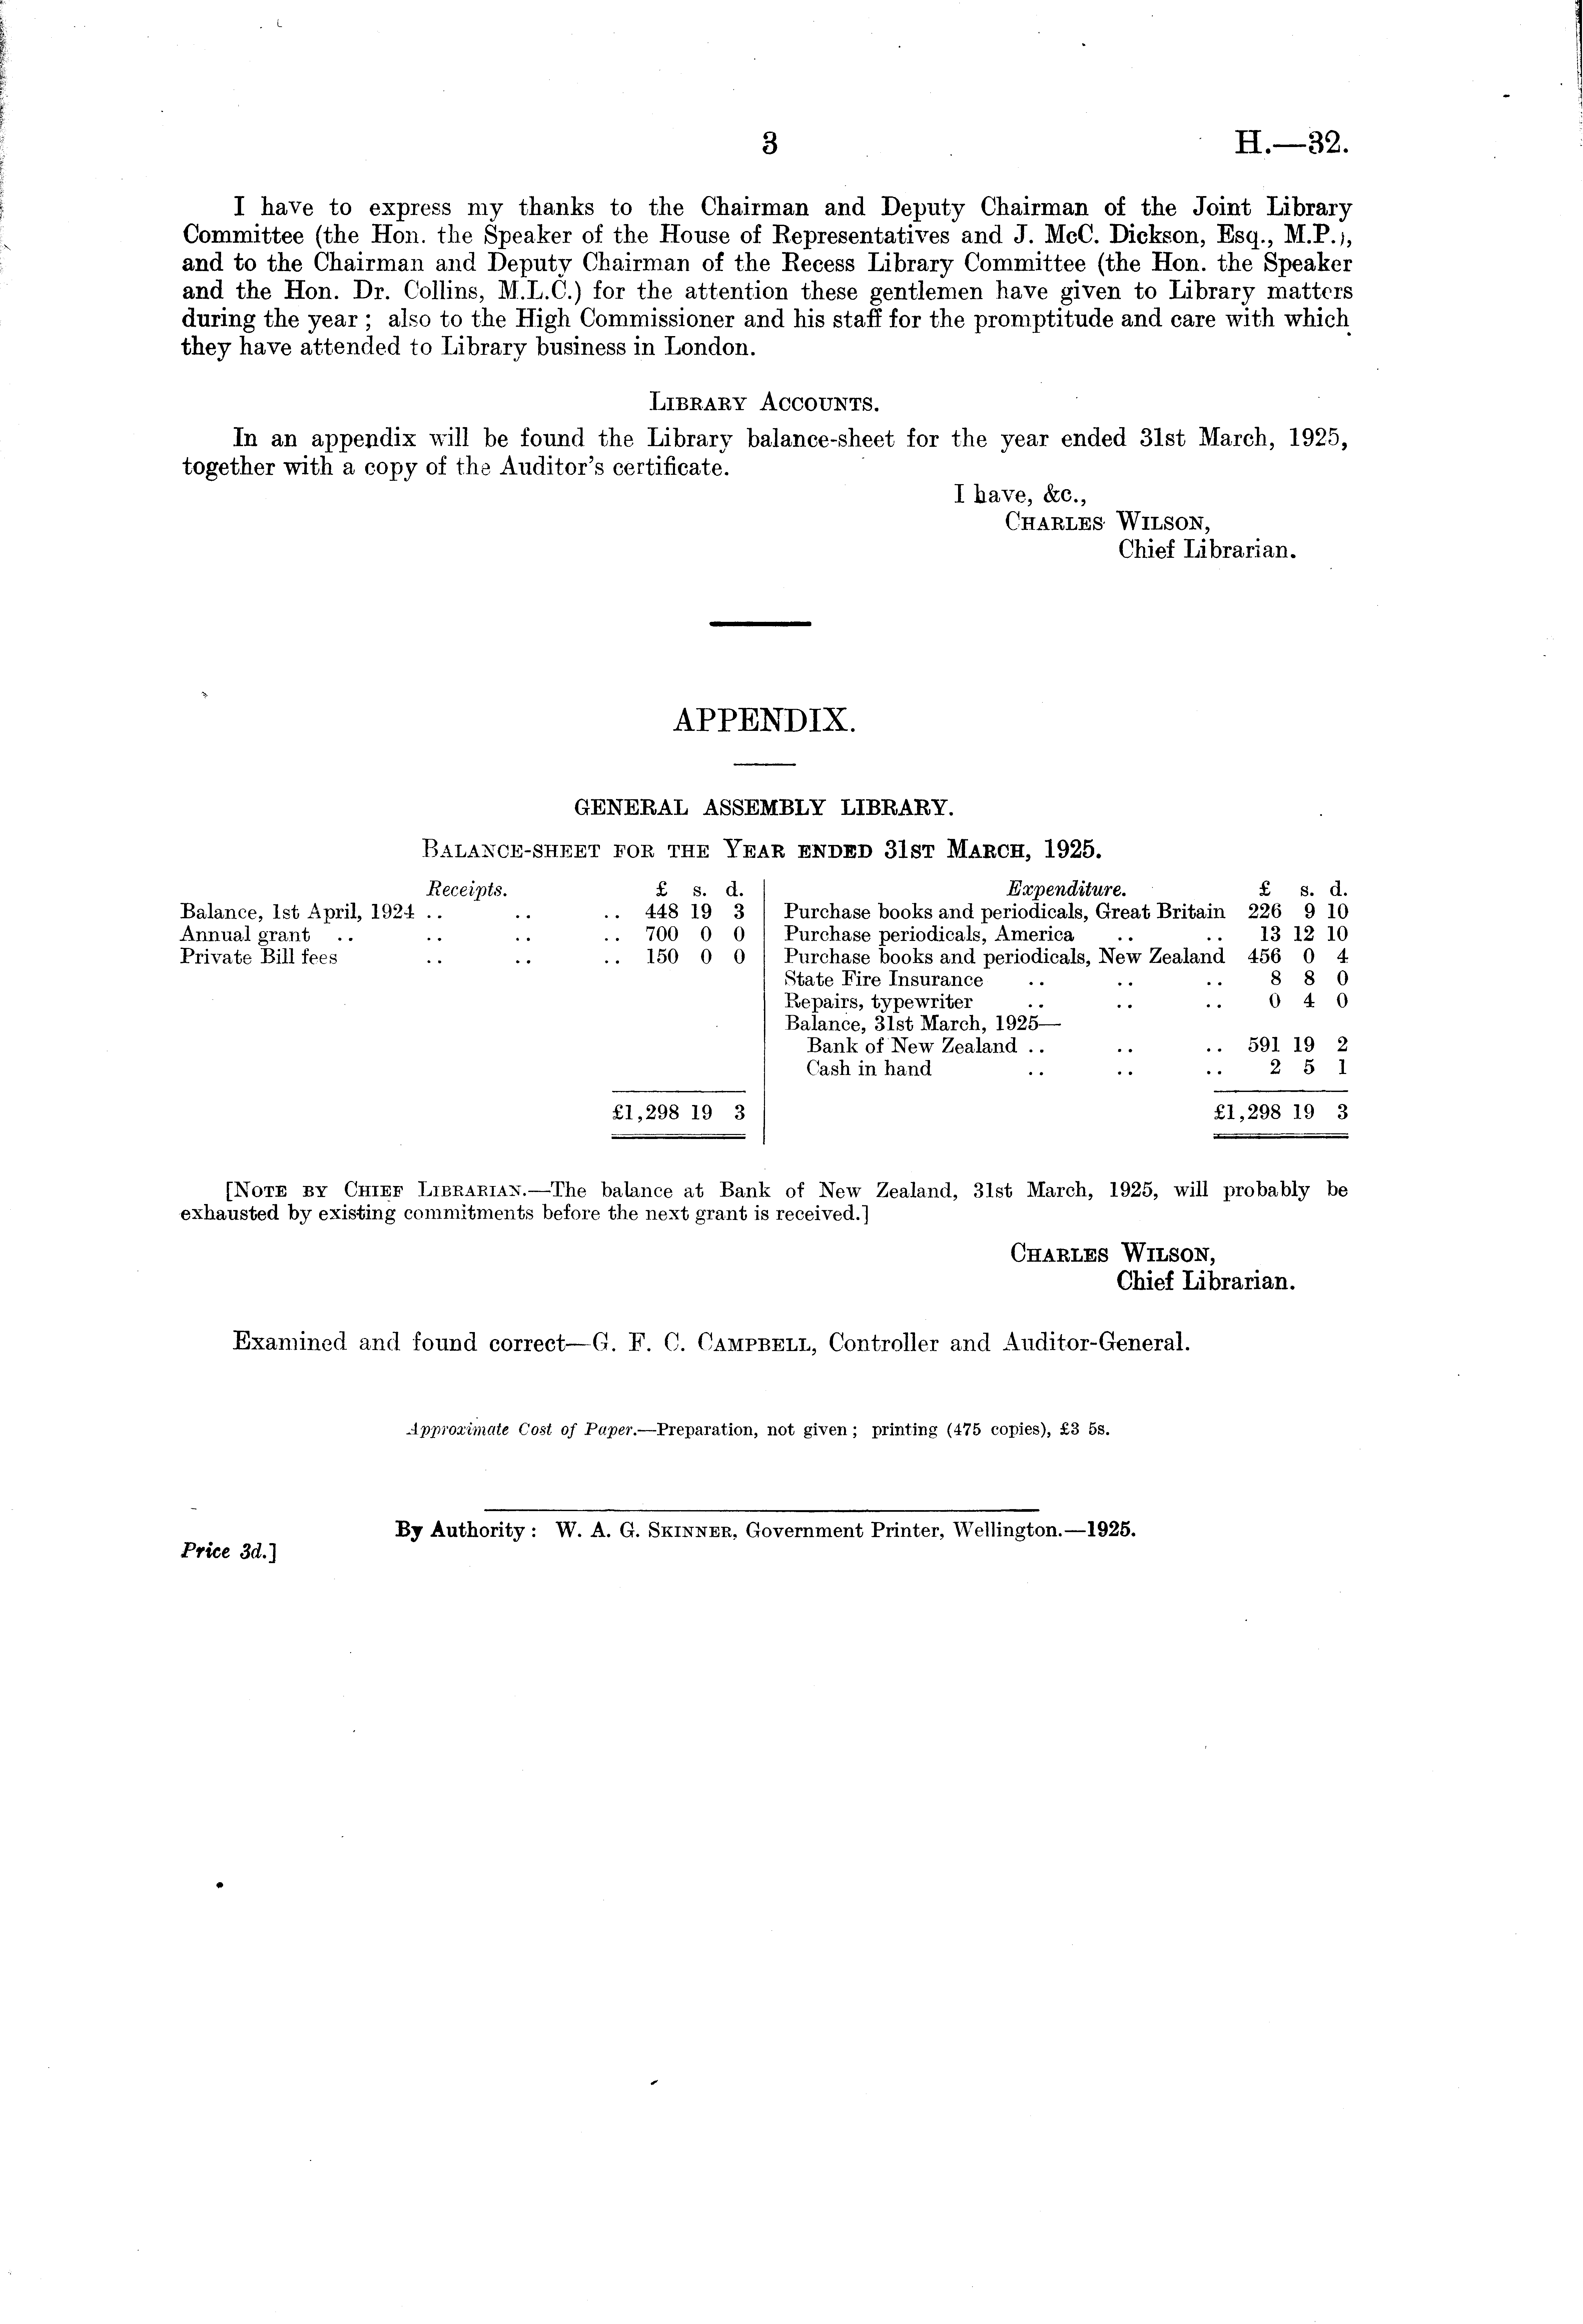 3 H.—32.
I have to express my thanks to the Chairman and Deputy Chairman of the Joint Library
Committee (the Hon. the Speaker of the House of Representatives and J. McC. Dickson, Esq., M.P.),
and to the Chairman and Deputy Chairman of the Recess Library Committee (the Hon. the Speaker
and the Hon. Dr. Collins, M.L.C.) for the attention these gentlemen have given to Library matters
during the year ; also to the High Commissioner and his staff for the promptitude and care with which
they have attended to Library business in London.
LIBRARY ACCOUNTS.
In an appendix will be found the Library balance-sheet for the year ended 31st March, 1925,
together with a copy of the Auditor's certificate.
I have, &c.,
CHARLES WILSON,
Chief Librarian.
APPENDIX.
GENERAL ASSEMBLY LIBRARY.
BALANCE-SHEET FOR THE YEAR ENDED 31ST MARCH, 1925.
Receipts. £ s. d.
Balance, 1st April, 1924 .. .. .. 448 19 3
Annual grant .. .. .. .. 700 0 0
Private Bill fees .. .. .. 150 0 0
£1,298 19 3
Expenditure. £ s. d.
Purchase books and periodicals, Great Britain 226 9 10
Purchase periodicals, America .. .. 13 12 10
Purchase books and periodicals, New Zealand 456 0 4
State Fire Insurance .. .. .. 8 8 0
Repairs, typewriter .. .. .. 0 4 0
Balance, 31st March, 1925—
Bank of New Zealand .. .. .. 591 19 2
Cash in hand .. .. .. 2 5 1
£1,298 19 3
[NOTE BY CHIEF LIBRARIAN.—The balance at Bank of New Zealand, 31st March, 1925, will probably be
exhausted by existing commitments before the next grant is received.]
CHARLES WILSON,
Chief Librarian.
Examined and found correct—G. F. C. CAMPBELL, Controller and Auditor-General.
Approximate Cost of Paper.—Preparation, not given ; printing (475 copies), £3 5s.
By Authority : W. A. G. SKINNER, Government Printer, Wellington.—1925.
Price 3d.]